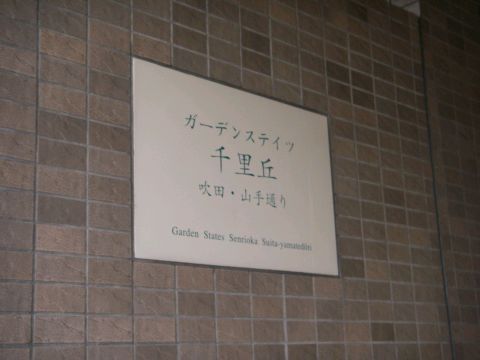 ガーデンステイツ
千里丘
吹田・山手通り
Garden States Senrioka Suita-yamatedōri